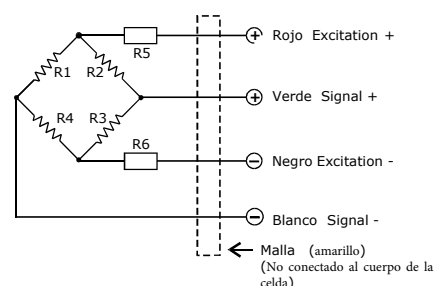 Rojo Excitation +
R5
R1
R2
Verde Signal +
R4
R3
R6
Negro Excitation -
Blanco Signal -
Malla (amarillo)
(No conectado al cuerpo de la
celda)